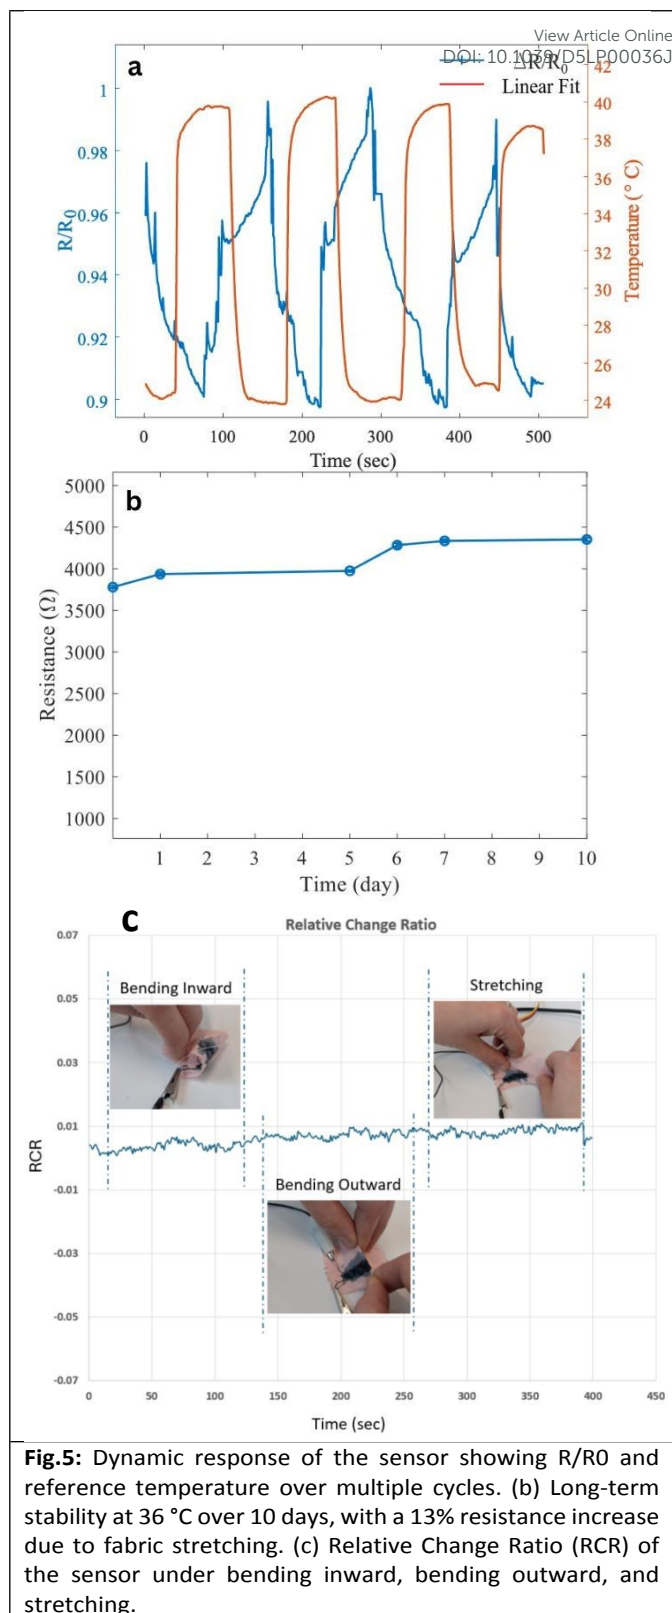 View Article Online
DOI: 10.1039/D5LP00036J
a
ΔR/R0
Linear Fit
1
0.98
0.96
0.94
0.92
0.9
R/R0
42
40
38
36
34
32
30
28
26
24
Temperature (° C)
0 100 200 300 400 500
Time (sec)
b
5000
4500
4000
3500
3000
2500
2000
1500
1000
Resistance (Ω)
1 2 3 4 5 6 7 8 9 10
Time (day)
c
Relative Change Ratio
0.07
0.05
0.03
0.01
-0.01
-0.03
-0.05
-0.07
RCR
Bending Inward
Stretching
Bending Outward
0 50 100 150 200 250 300 350 400 450
Time (sec)
Fig.5: Dynamic response of the sensor showing R/R0 and
reference temperature over multiple cycles. (b) Long-term
stability at 36 °C over 10 days, with a 13% resistance increase
due to fabric stretching. (c) Relative Change Ratio (RCR) of
the sensor under bending inward, bending outward, and
stretching.